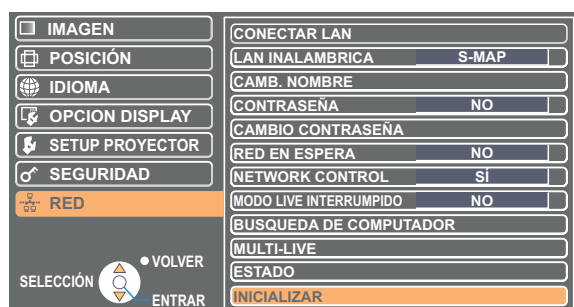 IMAGEN
POSICIÓN
IDIOMA
OPCION DISPLAY
SETUP PROYECTOR
SEGURIDAD
RED
VOLVER
SELECCIÓN
ENTRAR
CONECTAR LAN
LAN INALAMBRICA S-MAP
CAMB. NOMBRE
CONTRASEÑA NO
CAMBIO CONTRASEÑA
RED EN ESPERA NO
NETWORK CONTROL SÍ
MODO LIVE INTERRUMPIDO NO
BUSQUEDA DE COMPUTADOR
MULTI-LIVE
ESTADO
INICIALIZAR